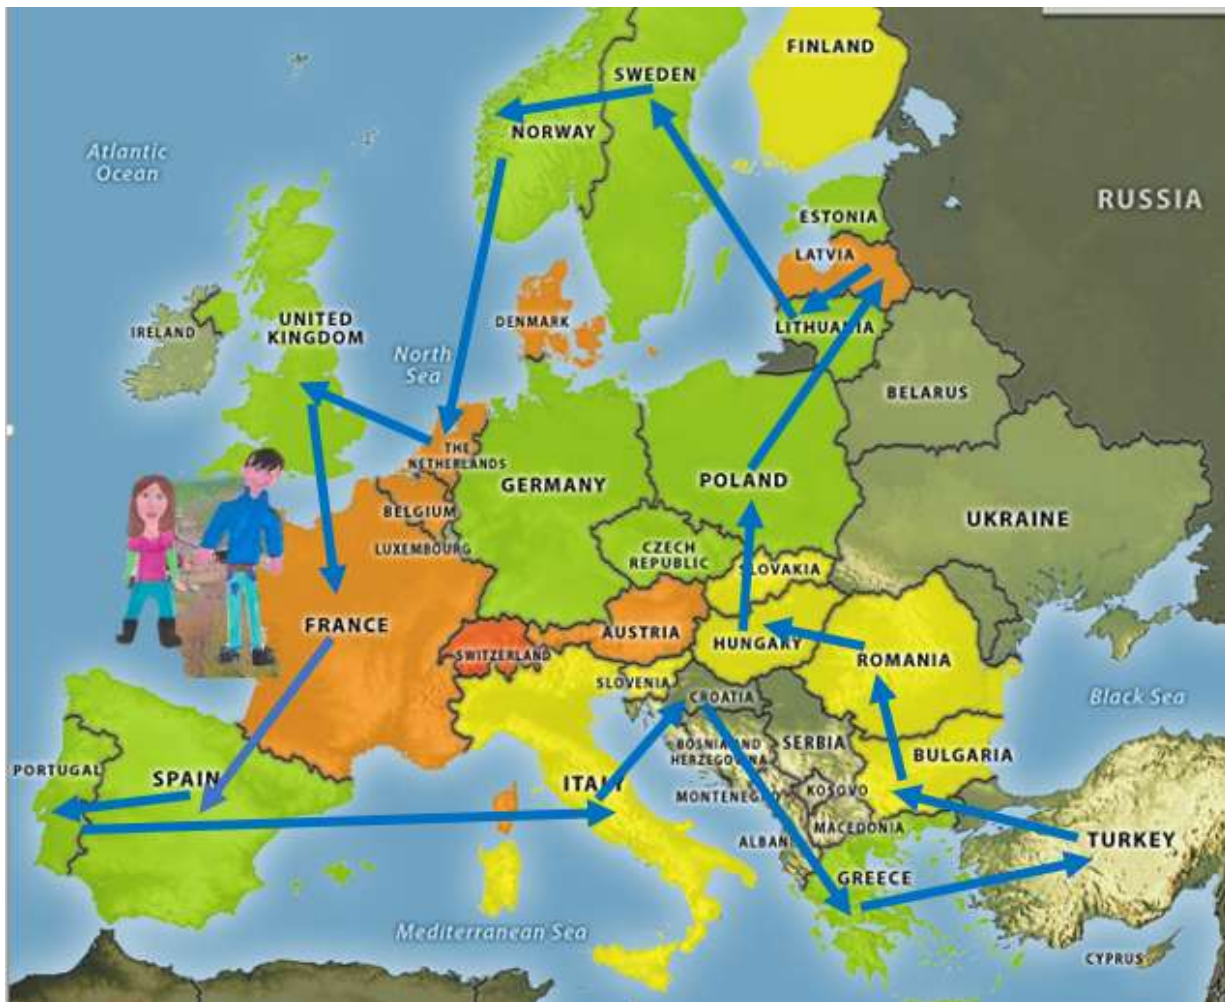 FINLAND
SWEDEN
NORWAY
Atlantic
Ocean
RUSSIA
ESTONIA
LATVIA
IRELAND
UNITED
KINGDOM
DENMARK
LITHUANIA
North
Sea
BELARUS
THE
NETHERLANDS
GERMANY
POLAND
BELGIUM
UKRAINE
LUXEMBOURG
CZECH
REPUBLIC
SLOVAKIA
FRANCE
AUSTRIA
SWITZERLAND
HUNGARY
ROMANIA
SLOVENIA
CROATIA
Black Sea
BOSNIA AND
HERZEGOVINA
SERBIA
BULGARIA
PORTUGAL
SPAIN
ITALY
MONTENEGRO
KOSOVO
MACEDONIA
ALBANI
TURKEY
GREECE
Mediterranean Sea
CYPRUS